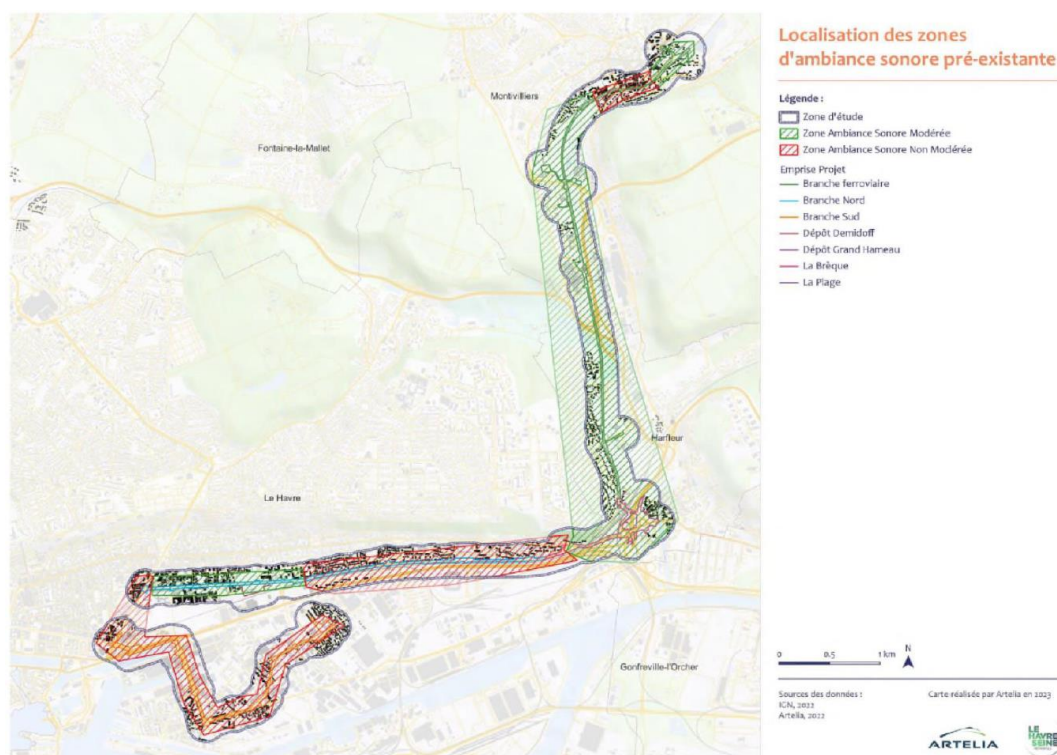 Localisation des zones
d'ambiance sonore pré-existante
Légende :
Zone d'étude
Zone Ambiance Sonore Modérée
Zone Ambiance Sonore Non Modérée
Emprise Projet
Branche ferroviaire
Branche Nord
Branche Sud
Dépôt Demidoff
Dépôt Grand Hameau
La Brèque
La Plage
Montivilliers
Fontaine-la-Mallet
Harfleur
Le Havre
Gonfreville-l'Orcher
0 0.5 1 km N
Sources des données :
IGN, 2022
Artelia, 2022
Carte réalisée par Artelia en 2023
ARTELIA
LE
HAVRE
SEINE